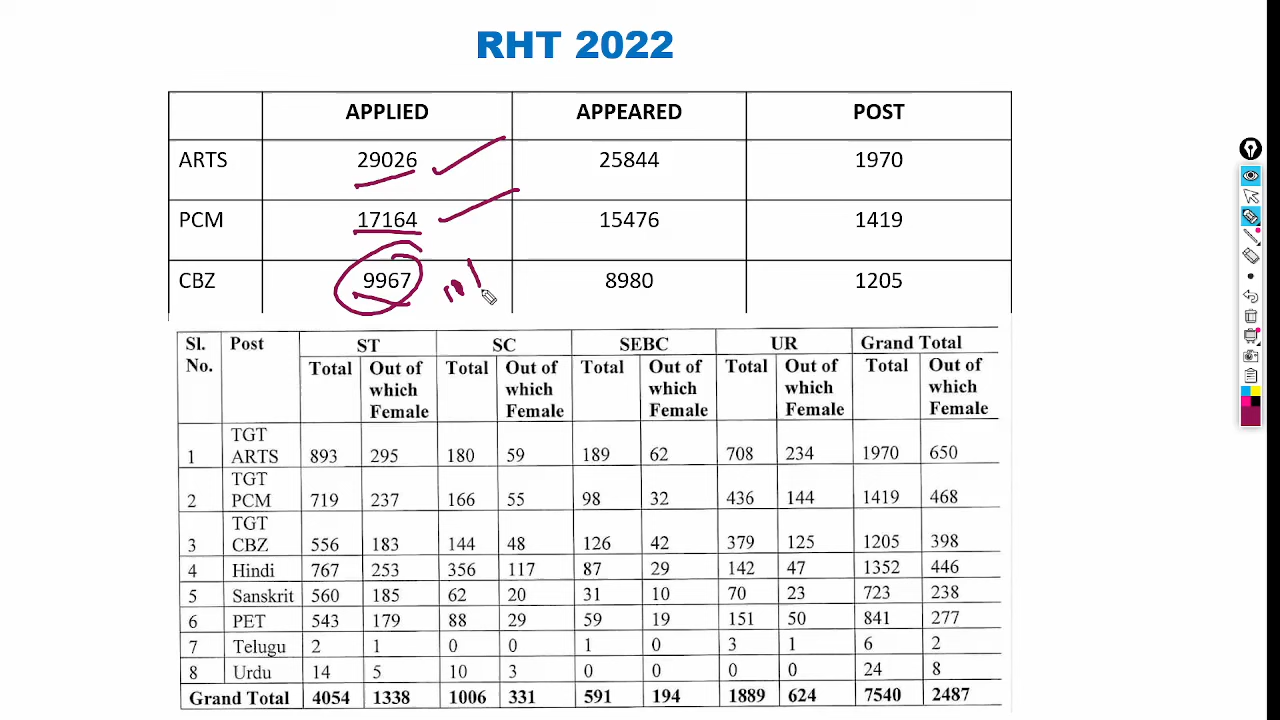 RHT 2022
APPLIED APPEARED POST
ARTS 29026 25844 1970
PCM 17164 15476 1419
CBZ 9967 8980 1205
Sl. No. Post ST SC SEBC UR Grand Total
Total Out of which Female Total Out of which Female Total Out of which Female Total Out of which Female Total Out of which Female
1 TGT ARTS 893 295 180 59 189 62 708 234 1970 650
2 TGT PCM 719 237 166 55 98 32 436 144 1419 468
3 TGT CBZ 556 183 144 48 126 42 379 125 1205 398
4 Hindi 767 253 356 117 87 29 142 47 1352 446
5 Sanskrit 560 185 62 20 31 10 70 23 723 238
6 PET 543 179 88 29 59 19 151 50 841 277
7 Telugu 2 1 0 0 1 0 3 1 6 2
8 Urdu 14 5 10 3 0 0 0 0 24 8
Grand Total 4054 1338 1006 331 591 194 1889 624 7540 2487